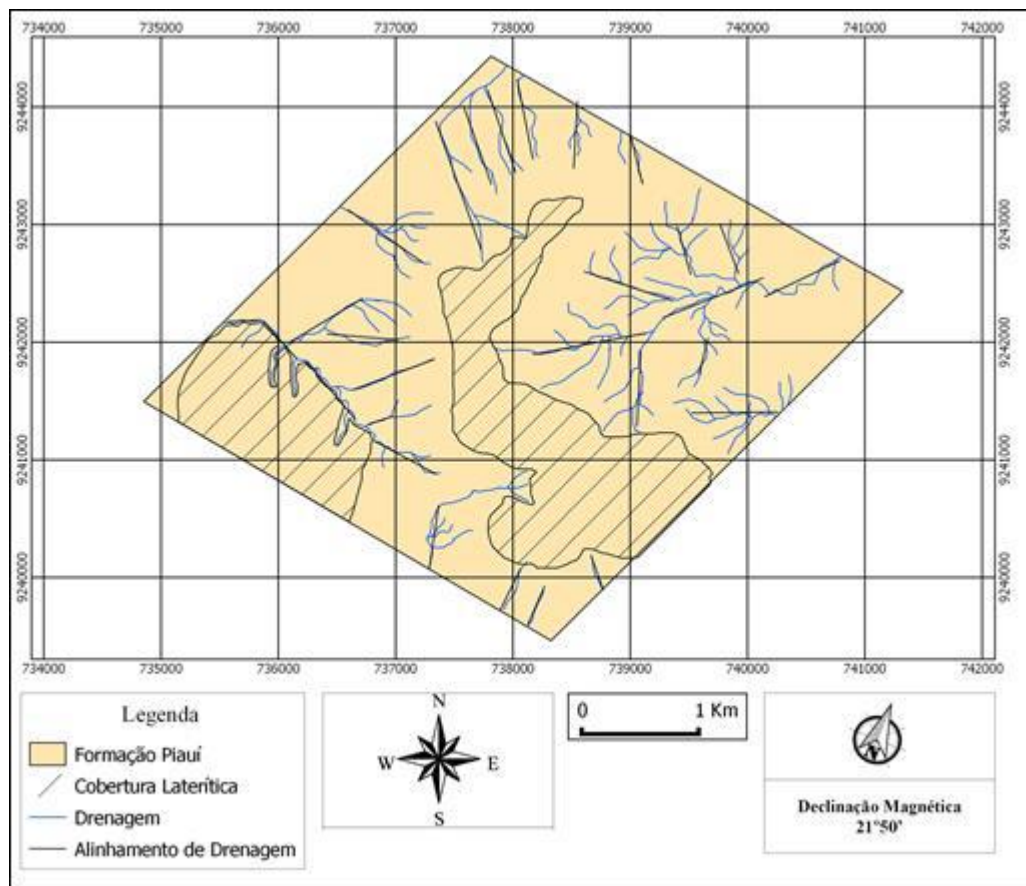 734000 735000 736000 737000 738000 739000 740000 741000 742000
9244000 9244000
9243000 9243000
9242000 9242000
9241000 9241000
9240000 9240000
734000 735000 736000 737000 738000 739000 740000 741000 742000
Legenda
Formação Piauí
Cobertura Laterítica
Drenagem
Alinhamento de Drenagem
N
W E
S
0 1 Km
N
Declinação Magnética
21°50'